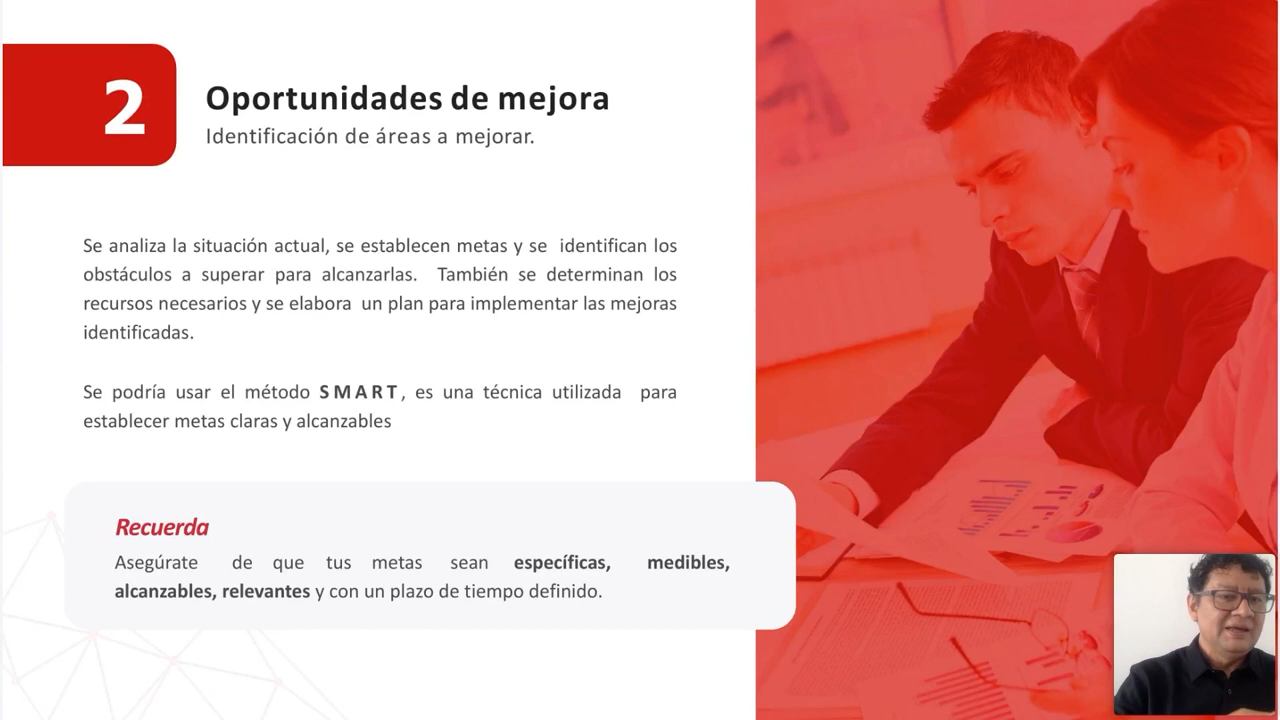 2
Oportunidades de mejora
Identificación de áreas a mejorar.
Se analiza la situación actual, se establecen metas y se identifican los
obstáculos a superar para alcanzarlas. También se determinan los
recursos necesarios y se elabora un plan para implementar las mejoras
identificadas.
Se podría usar el método SMART, es una técnica utilizada para
establecer metas claras y alcanzables
Recuerda
Asegúrate de que tus metas sean específicas, medibles,
alcanzables, relevantes y con un plazo de tiempo definido.